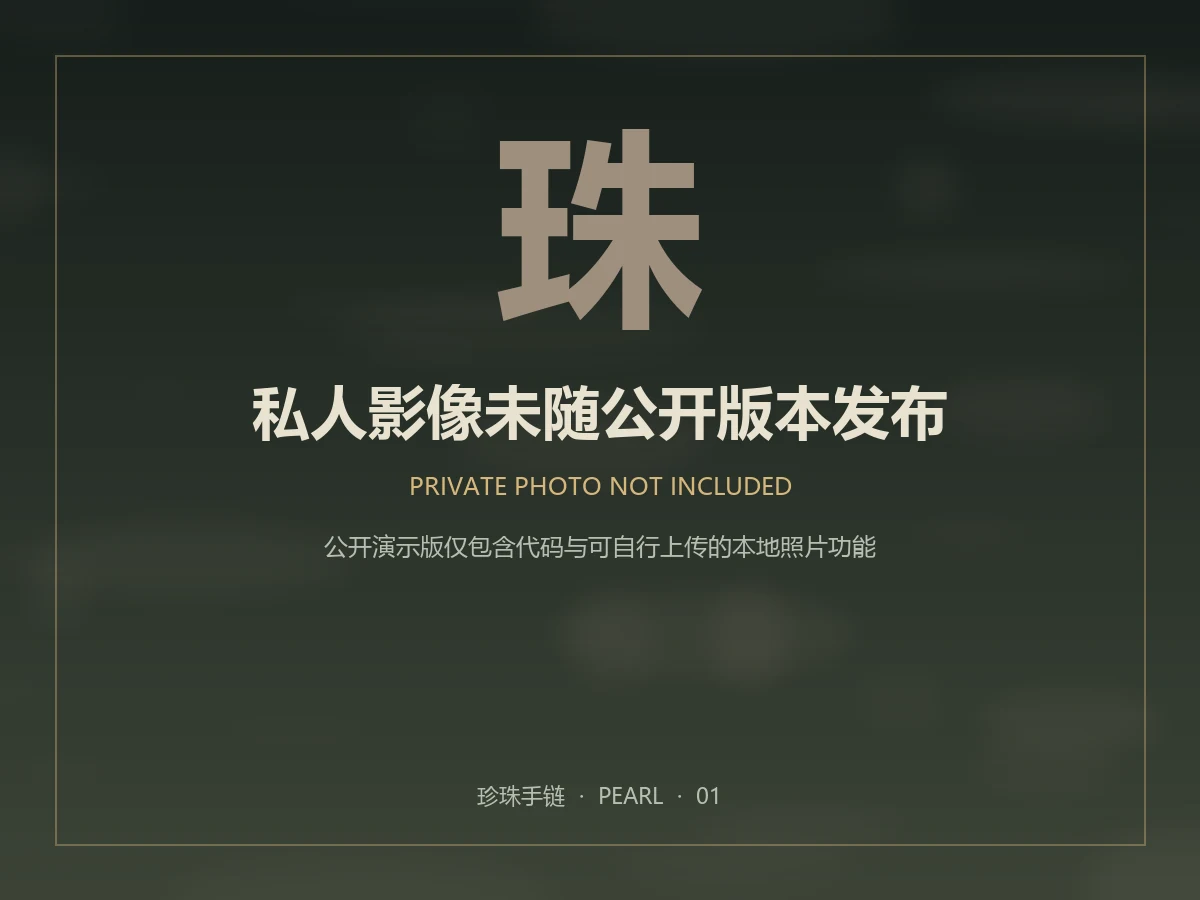 珠
私人影像未随公开版本发布
PRIVATE PHOTO NOT INCLUDED
公开演示版仅包含代码与可自行上传的本地照片功能
珍珠手链 · PEARL · 01